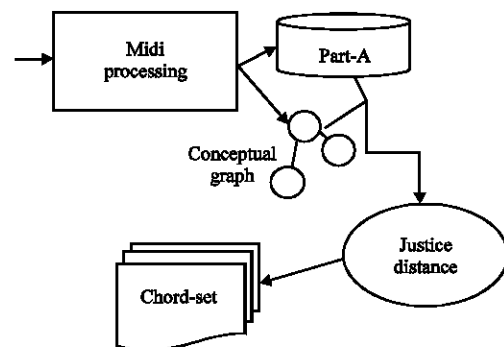 Midi
processing
Part-A
Conceptual
graph
Justice
distance
Chord-set